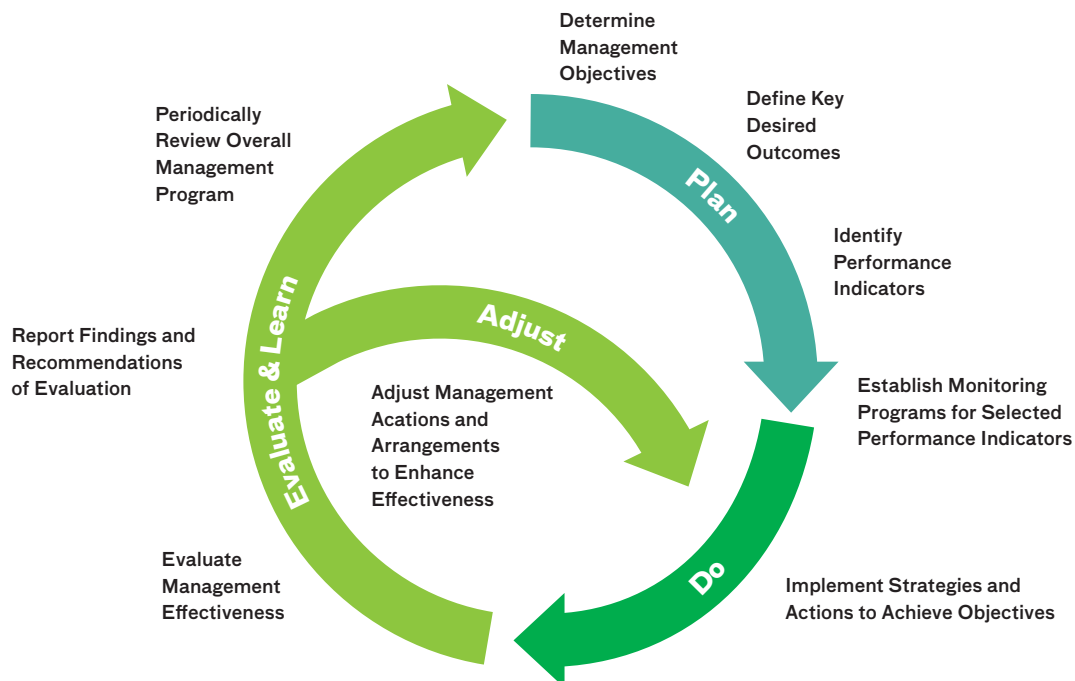 Determine
Management
Objectives
Define Key
Desired
Outcomes
Plan
Identify
Performance
Indicators
Establish Monitoring
Programs for Selected
Performance Indicators
Do
Implement Strategies and
Actions to Achieve Objectives
Evaluate
Management
Effectiveness
Evaluate & Learn
Report Findings and
Recommendations
of Evaluation
Periodically
Review Overall
Management
Program
Adjust
Adjust Management
Acations and
Arrangements
to Enhance
Effectiveness